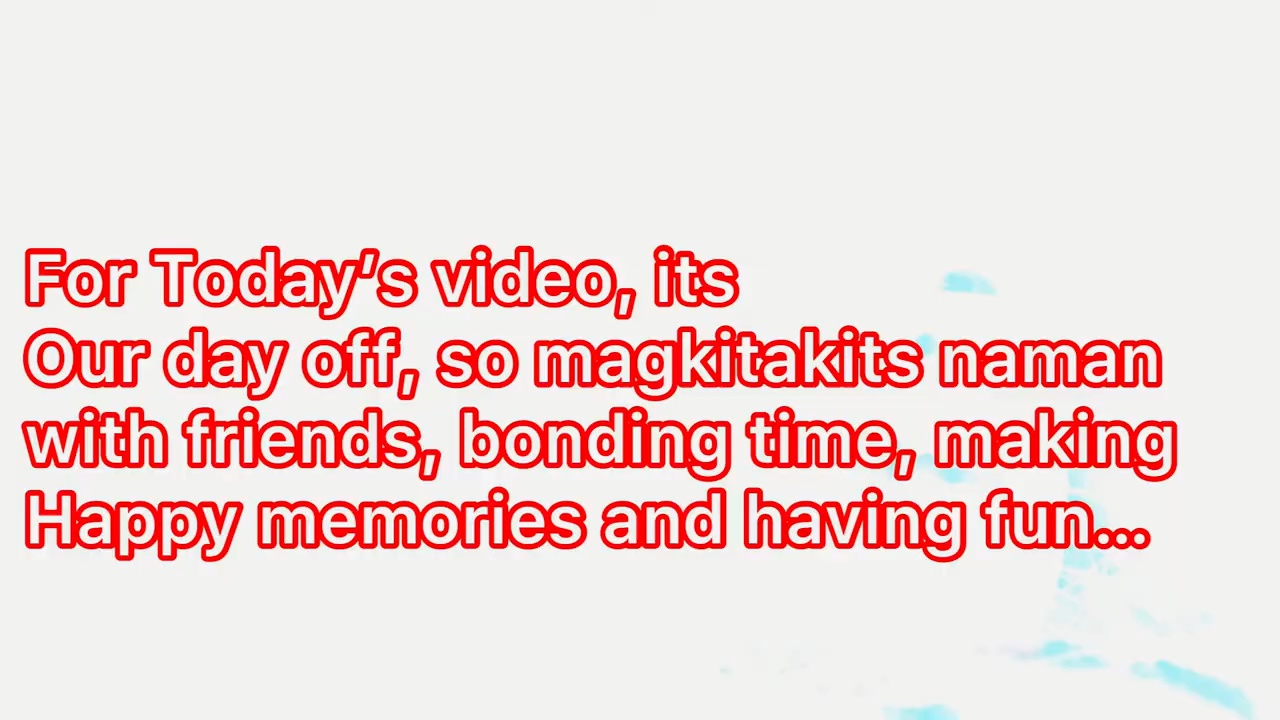 For Today’s video, its
Our day off, so magkitakits naman
with friends, bonding time, making
Happy memories and having fun...